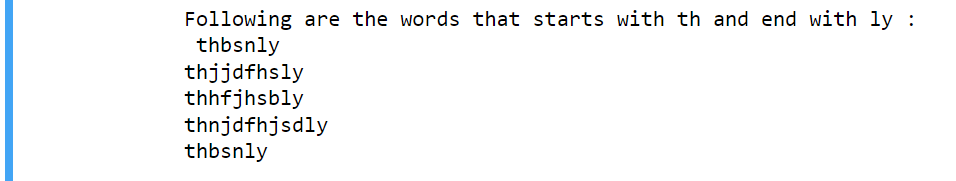 Following are the words that starts with th and end with ly :
thbsnly
thjjdfhsly
thhfjhsbly
thnjdfhjsdly
thbsnly